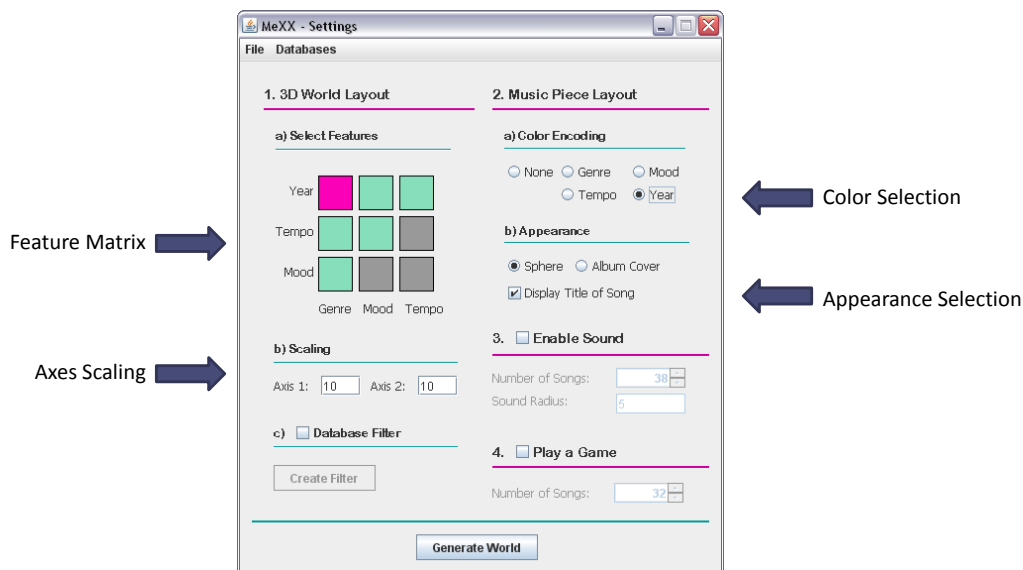 MeXX - Settings
File Databases
1. 3D World Layout
a) Select Features
Year
Tempo
Mood
Genre Mood Tempo
b) Scaling
Axis 1: 10 Axis 2: 10
c) Database Filter
Create Filter
2. Music Piece Layout
a) Color Encoding
None Genre Mood
Tempo Year
b) Appearance
Sphere Album Cover
Display Title of Song
3. Enable Sound
Number of Songs: 38
Sound Radius: 5
4. Play a Game
Number of Songs: 32
Generate World
Feature Matrix
Axes Scaling
Color Selection
Appearance Selection